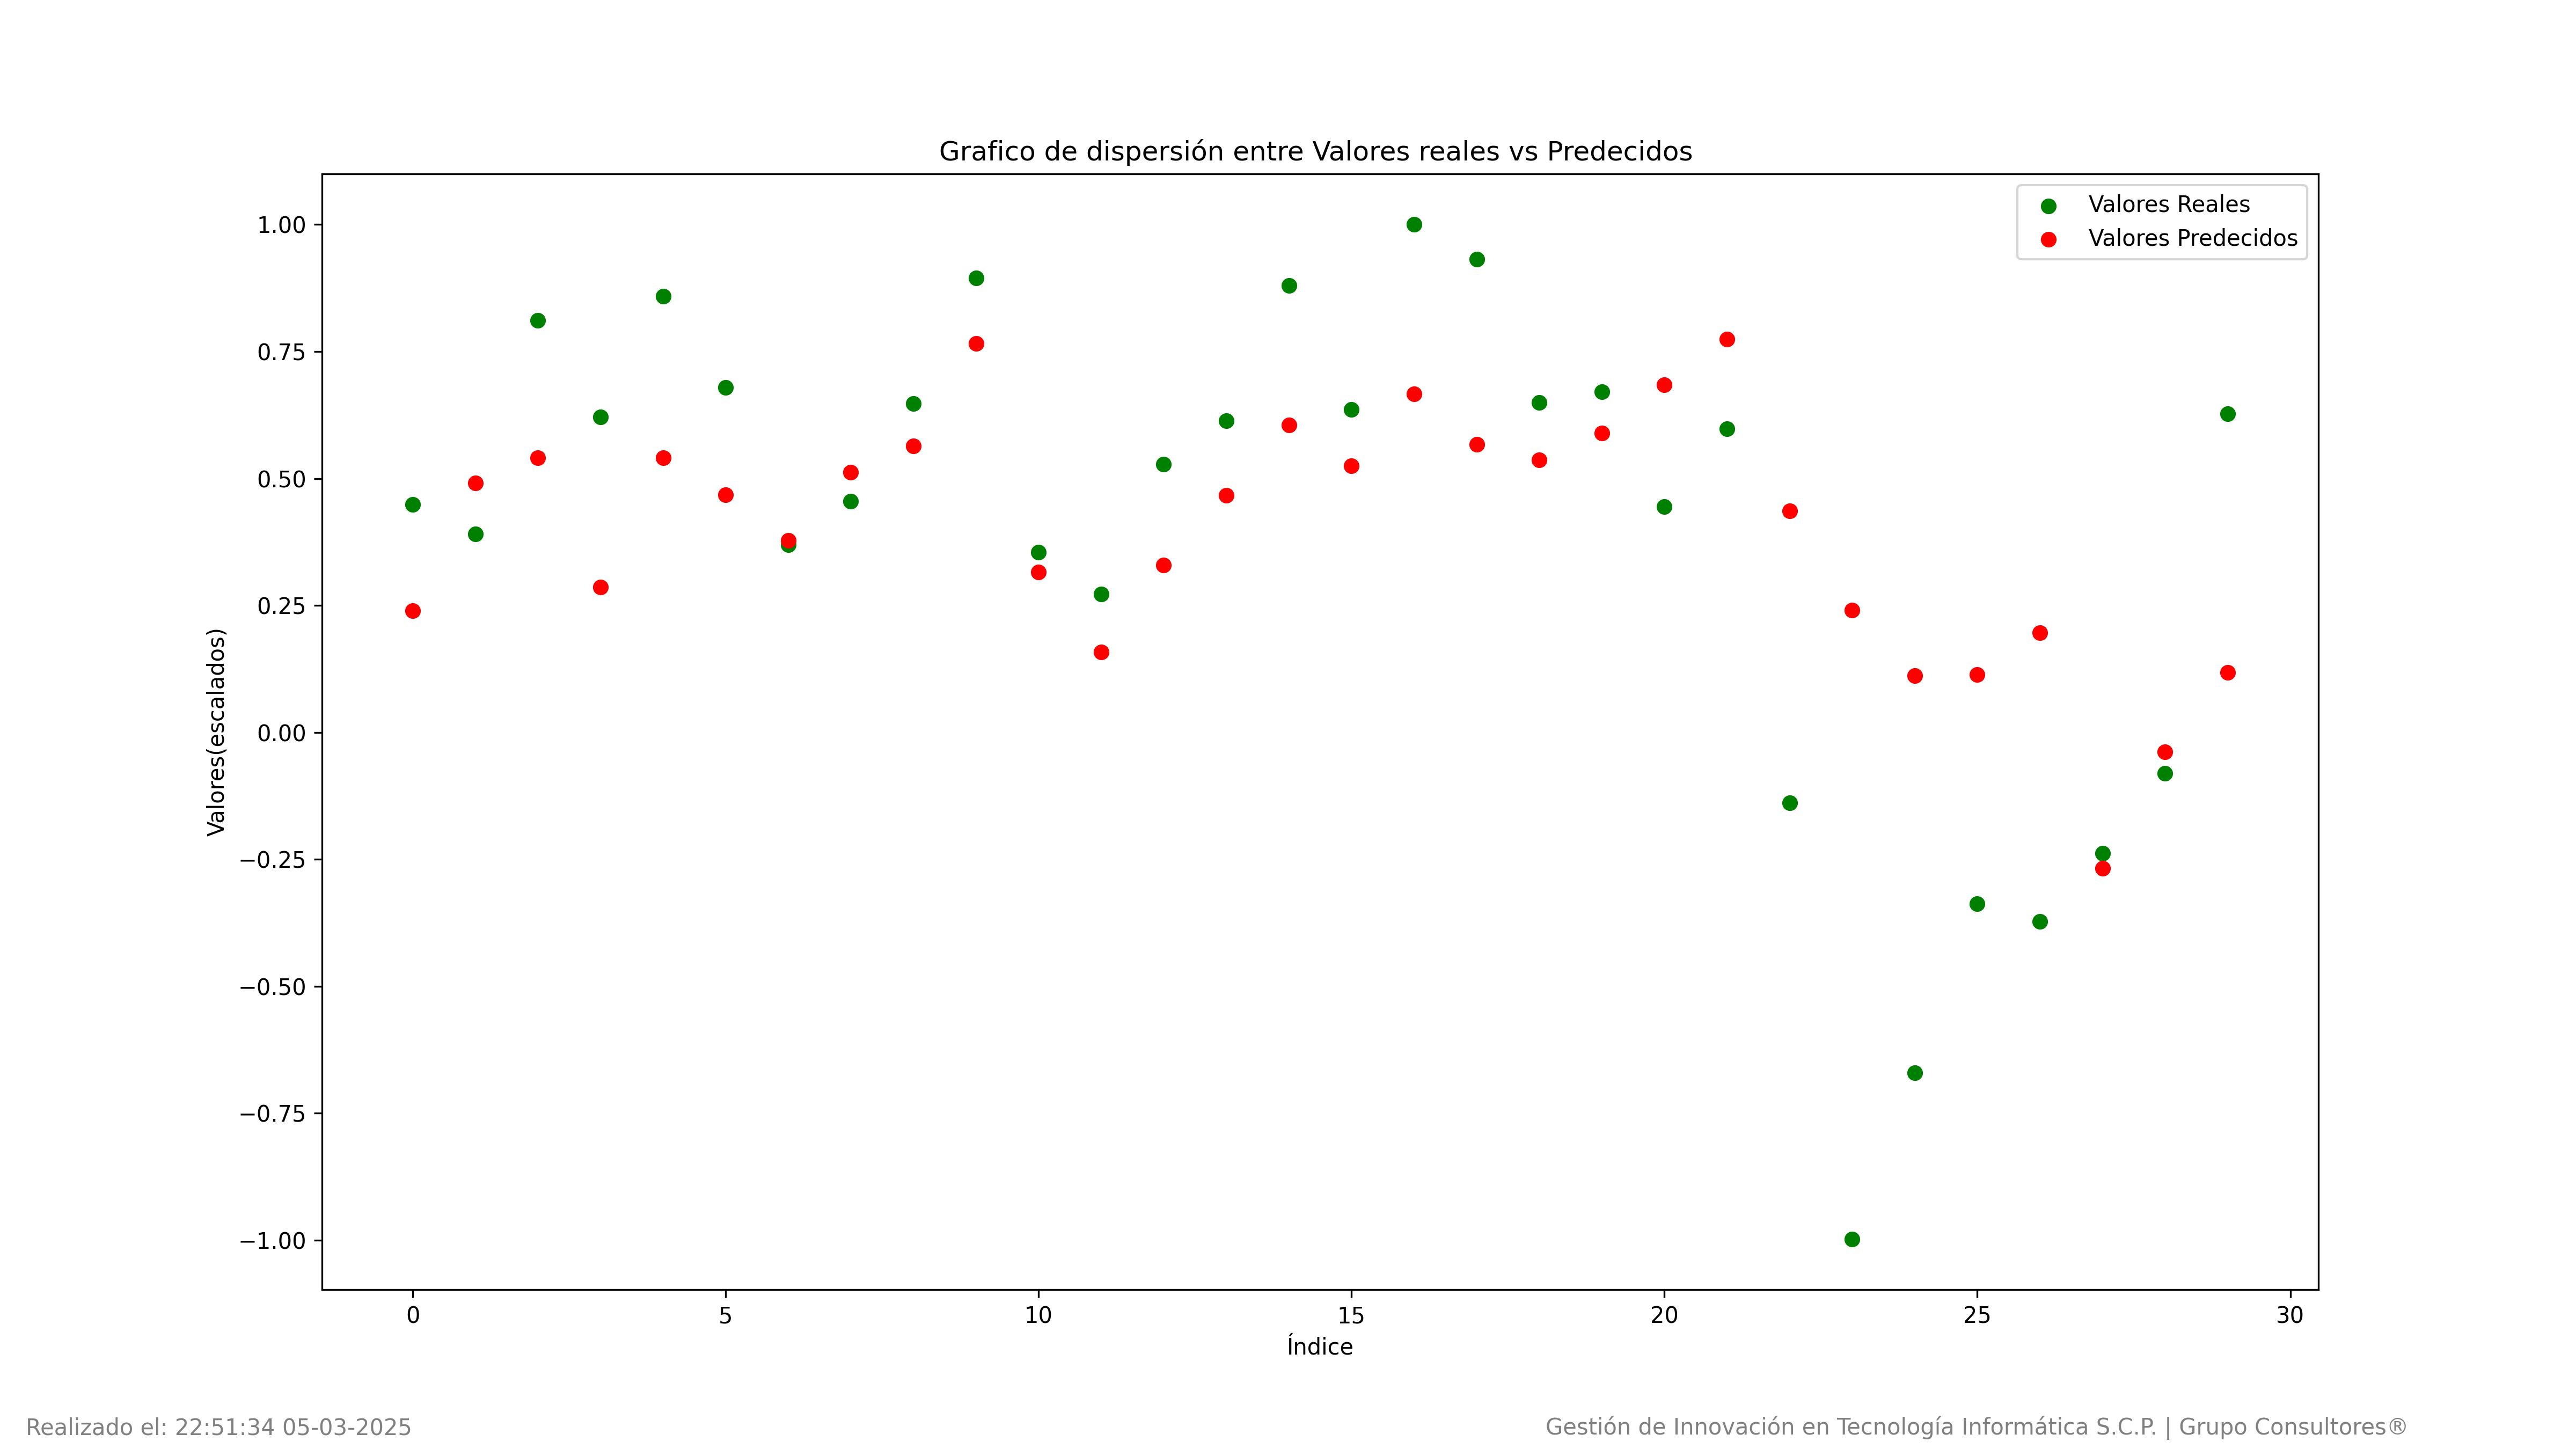 Grafico de dispersión entre Valores reales vs Predecidos
Valores Reales
Valores Predecidos
1.00
0.75
0.50
0.25
0.00
−0.25
−0.50
−0.75
−1.00
Valores(escalados)
0 5 10 15 20 25 30
Índice
Realizado el: 22:51:34 05-03-2025
Gestión de Innovación en Tecnología Informática S.C.P. | Grupo Consultores®